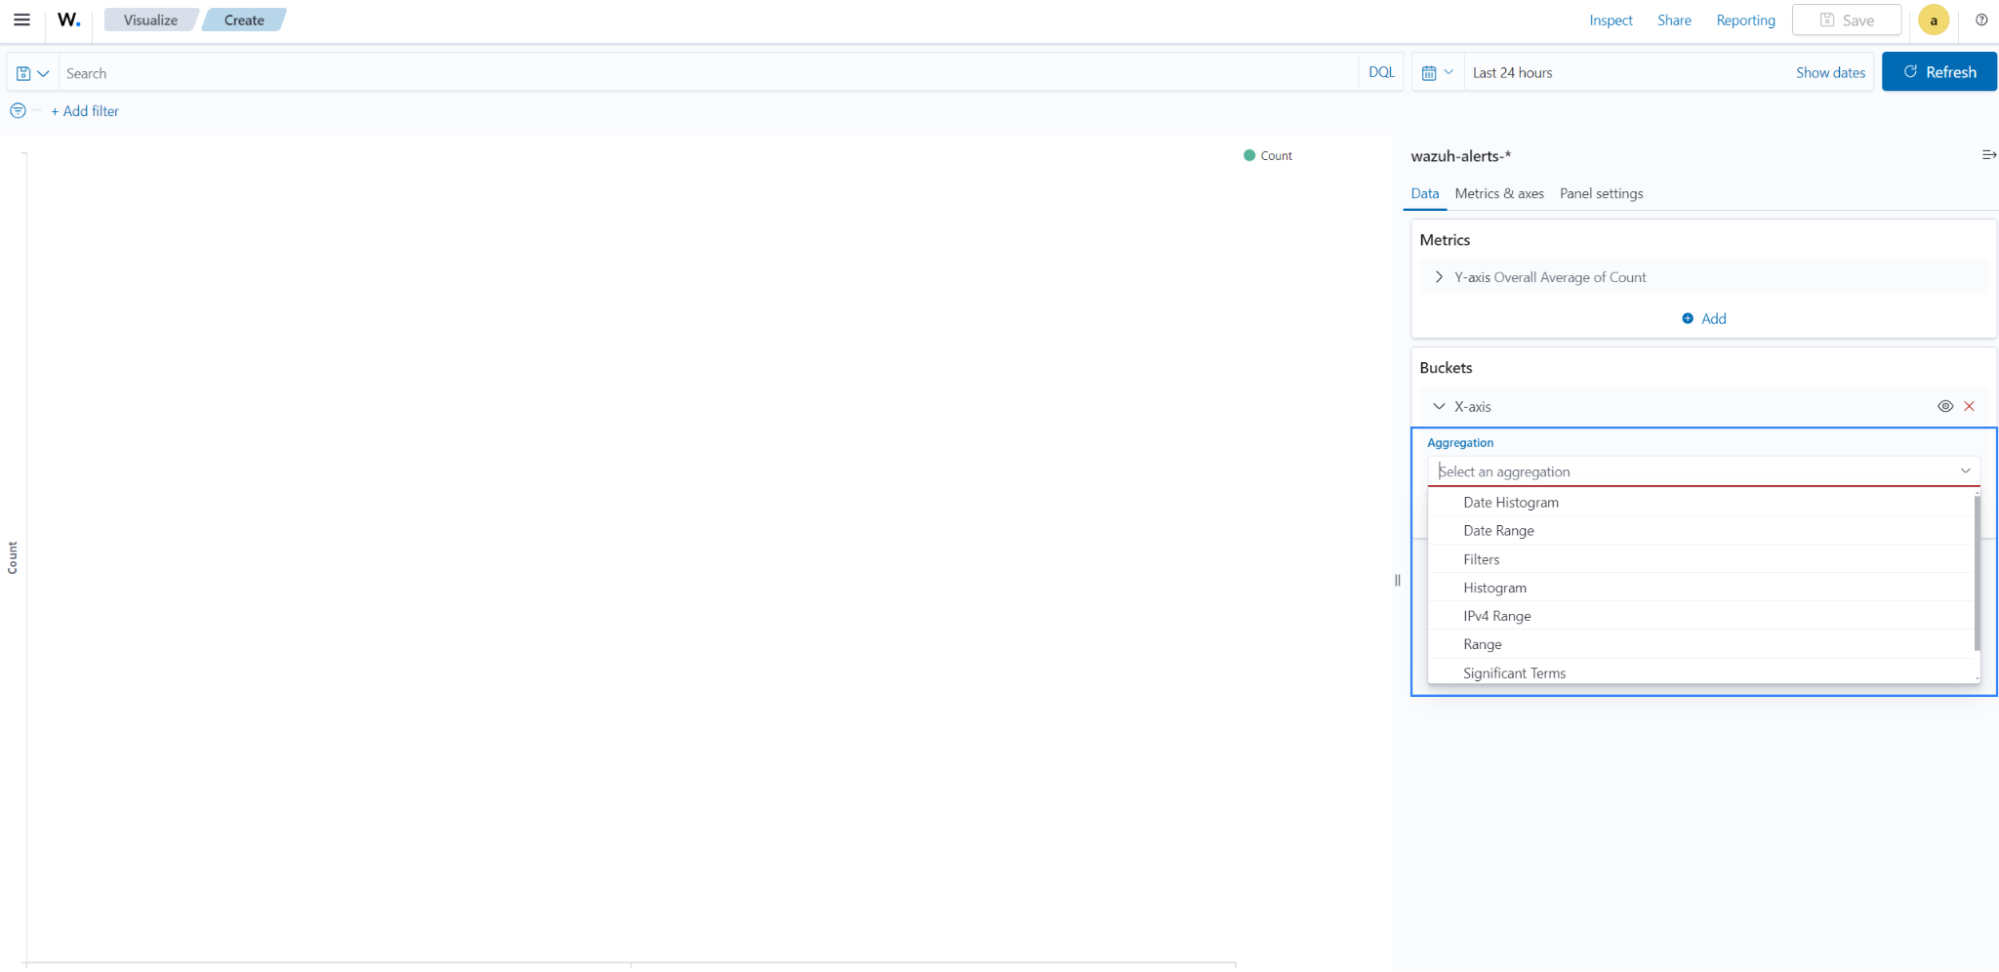 W. Visualize Create Inspect Share Reporting Save a
Search DQL Last 24 hours Show dates Refresh
+ Add filter
Count
Count
wazuh-alerts-*
Data Metrics & axes Panel settings
Metrics
Y-axis Overall Average of Count
Add
Buckets
X-axis
Aggregation
Select an aggregation
Date Histogram
Date Range
Filters
Histogram
IPv4 Range
Range
Significant Terms